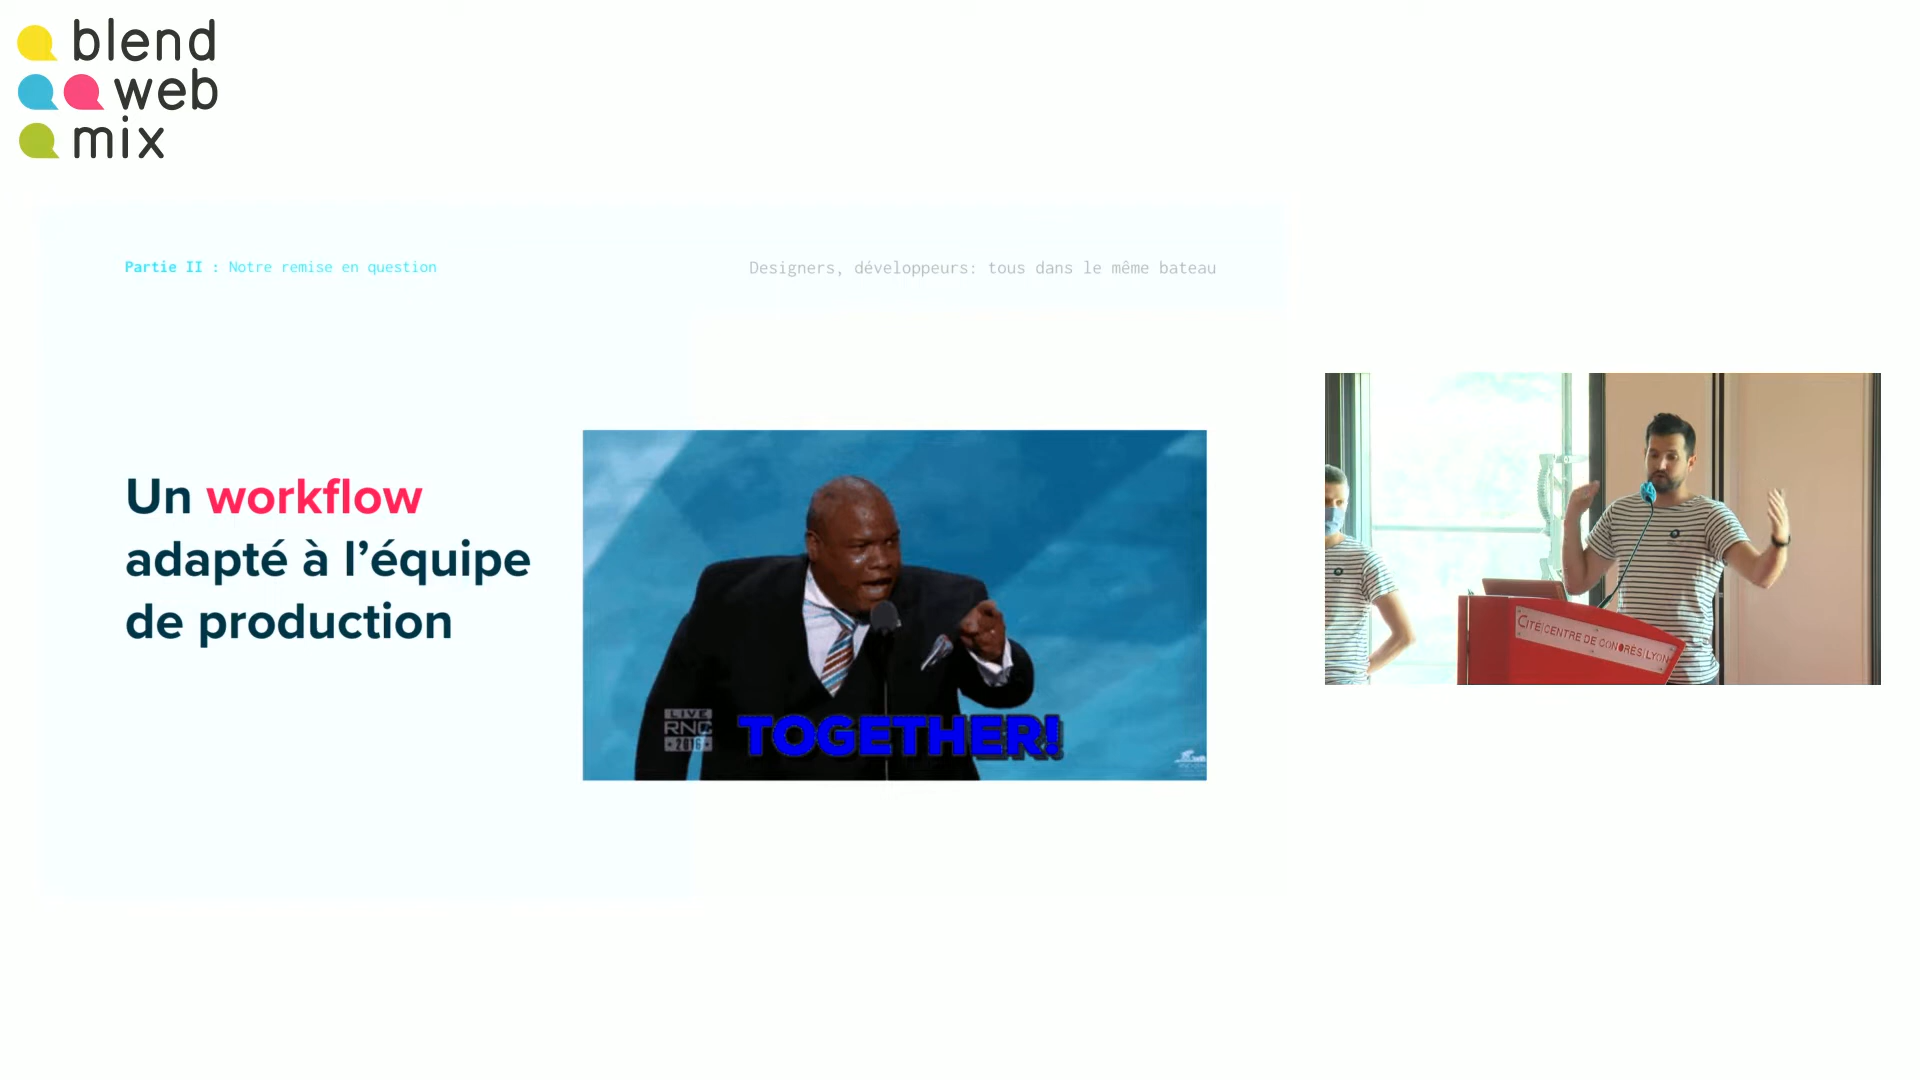 blend
web
mix
Partie II : Notre remise en question
Designers, développeurs: tous dans le même bateau
Un workflow
adapté à l’équipe
de production
LIVE
RNC
2016
TOGETHER!
CITÉ|CENTRE DE CONGRÈS|LYON